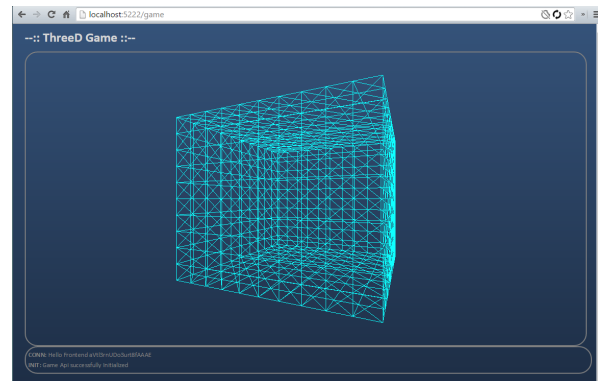 localhost:5222/game
--:: ThreeD Game ::--
CONN: Hello Frontend
INIT: Game Api successfully initialized